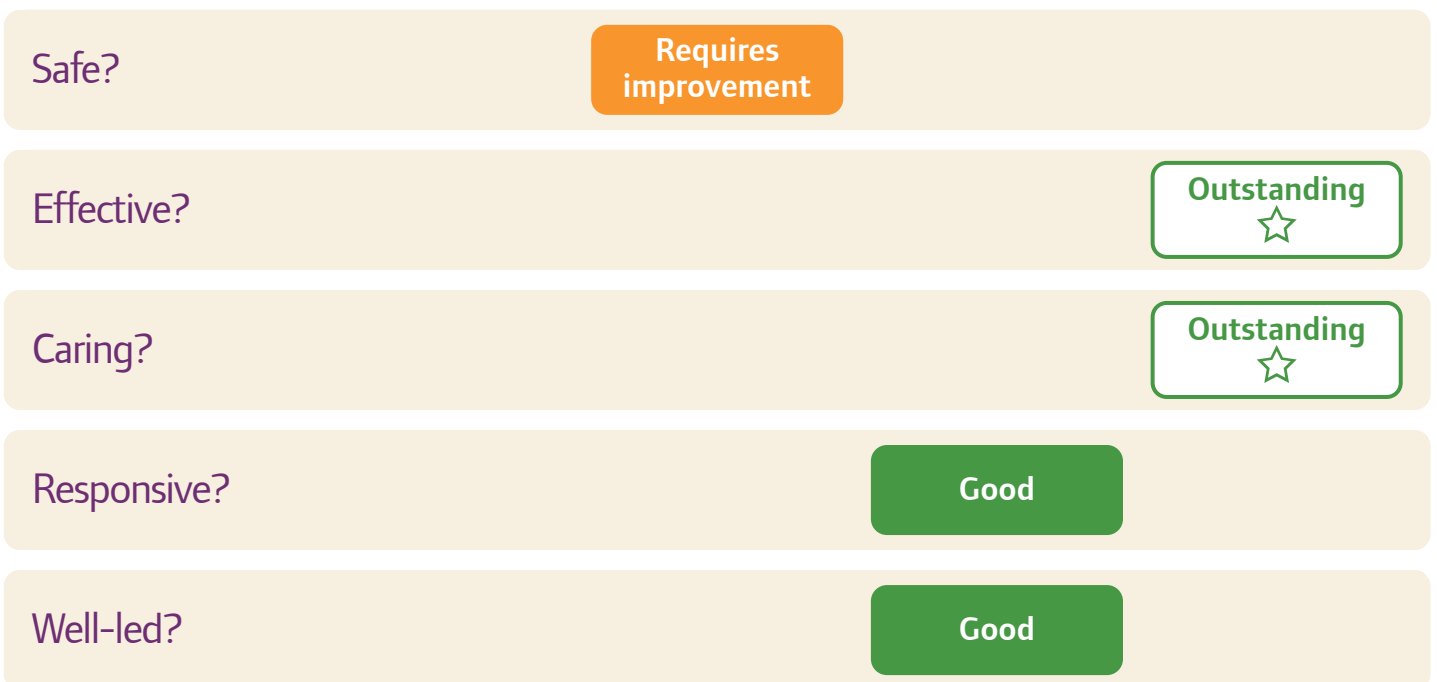 Safe?
Requires
improvement
Effective?
Outstanding
Caring?
Outstanding
Responsive?
Good
Well-led?
Good